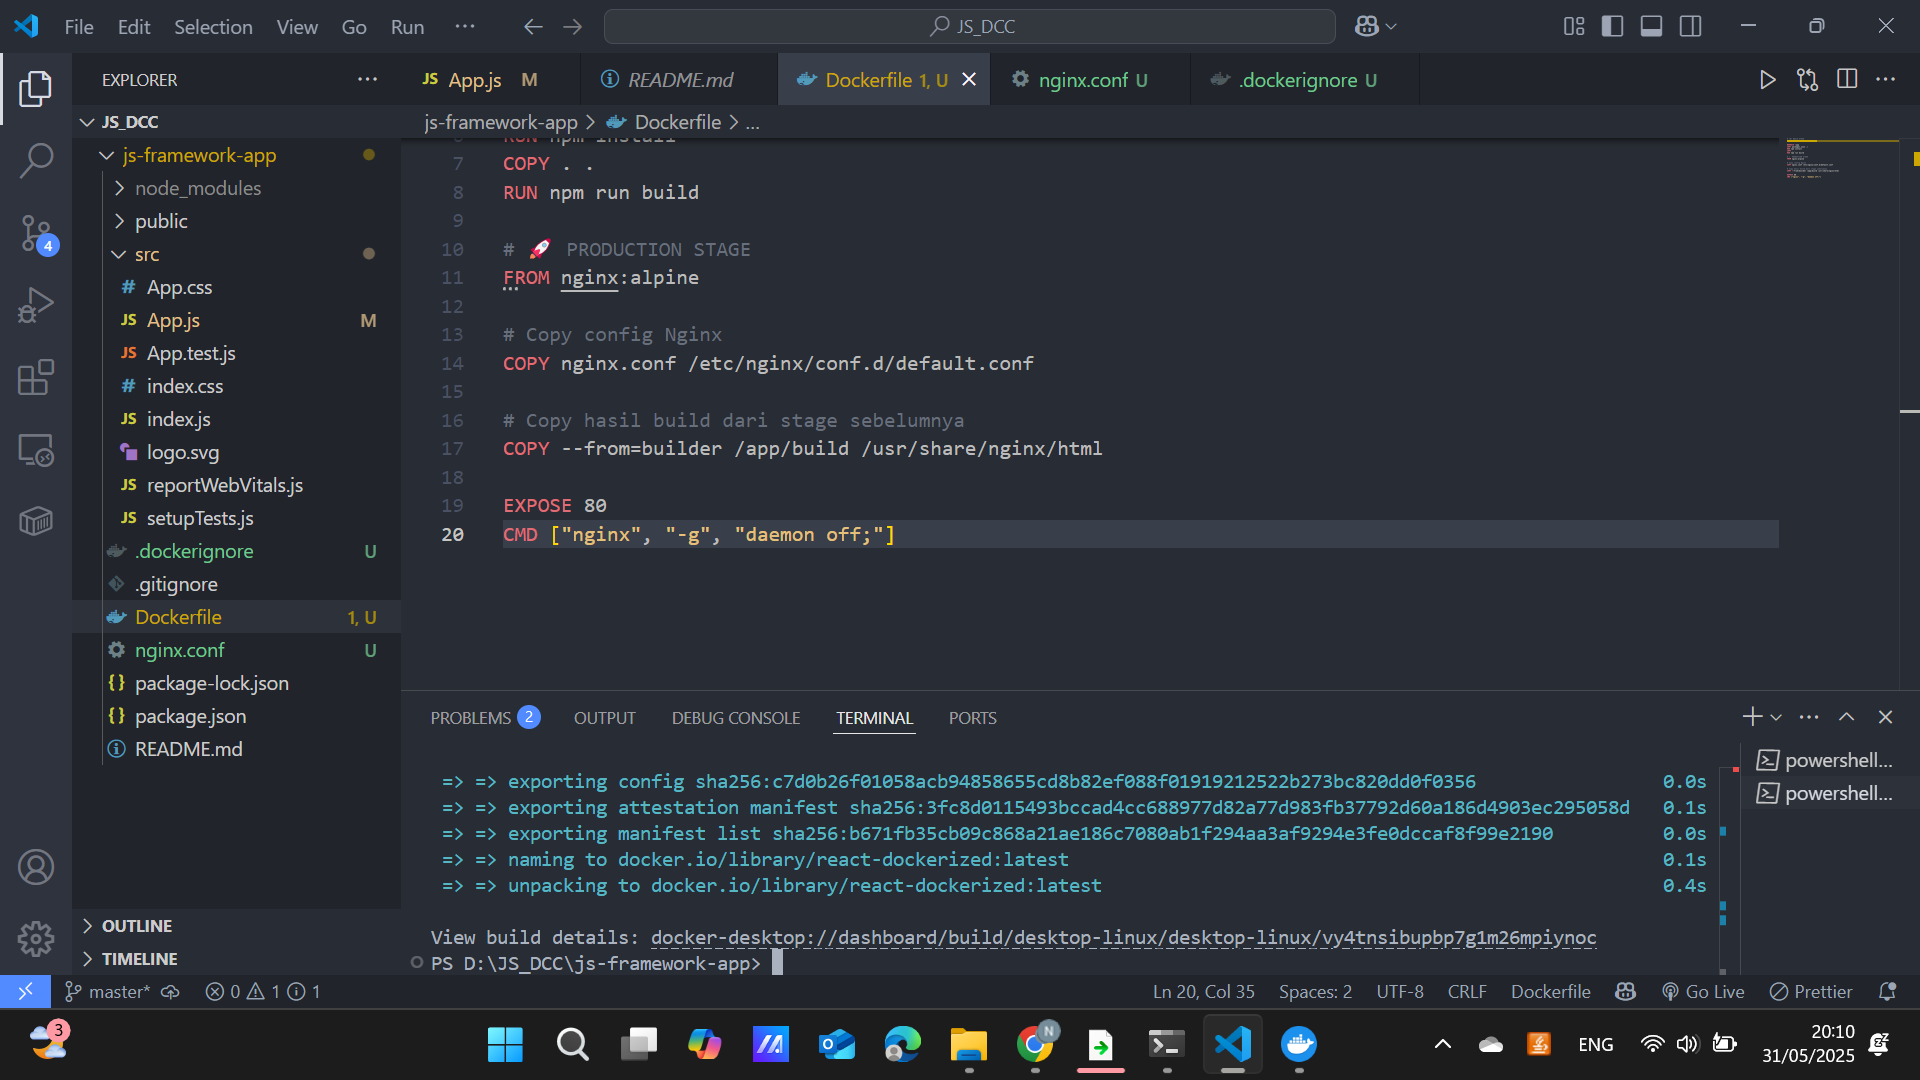 File Edit Selection View Go Run ··· JS_DCC
EXPLORER ···
App.js M
README.md
Dockerfile 1, U
nginx.conf U
.dockerignore U
JS_DCC
js-framework-app > Dockerfile > ...
js-framework-app
node_modules
public
src
# App.css
JS App.js M
JS App.test.js
# index.css
JS index.js
logo.svg
JS reportWebVitals.js
JS setupTests.js
.dockerignore U
.gitignore
Dockerfile 1, U
nginx.conf U
{} package-lock.json
{} package.json
README.md
OUTLINE
TIMELINE
4
RUN npm install
7 COPY . .
8 RUN npm run build
9
10 # 🚀 PRODUCTION STAGE
11 FROM nginx:alpine
12
13 # Copy config Nginx
14 COPY nginx.conf /etc/nginx/conf.d/default.conf
15
16 # Copy hasil build dari stage sebelumnya
17 COPY --from=builder /app/build /usr/share/nginx/html
18
19 EXPOSE 80
20 CMD ["nginx", "-g", "daemon off;"]
PROBLEMS 2 OUTPUT DEBUG CONSOLE TERMINAL PORTS
=> => exporting config sha256:c7d0b26f01058acb94858655cd8b82ef088f01919212522b273bc820dd0f0356 0.0s
=> => exporting attestation manifest sha256:3fc8d0115493bccad4cc688977d82a77d983fb37792d60a186d4903ec295058d 0.1s
=> => exporting manifest list sha256:b671fb35cb09c868a21ae186c7080ab1f294aa3af9294e3fe0dccaf8f99e2190 0.0s
=> => naming to docker.io/library/react-dockerized:latest 0.1s
=> => unpacking to docker.io/library/react-dockerized:latest 0.4s
View build details: docker-desktop://dashboard/build/desktop-linux/desktop-linux/vy4tnsibupbp7g1m26mpiynoc
PS D:\JS_DCC\js-framework-app>
powershell...
powershell...
master* 0 1 1 Ln 20, Col 35 Spaces: 2 UTF-8 CRLF Dockerfile Go Live Prettier
3
N
ENG
20:10
31/05/2025